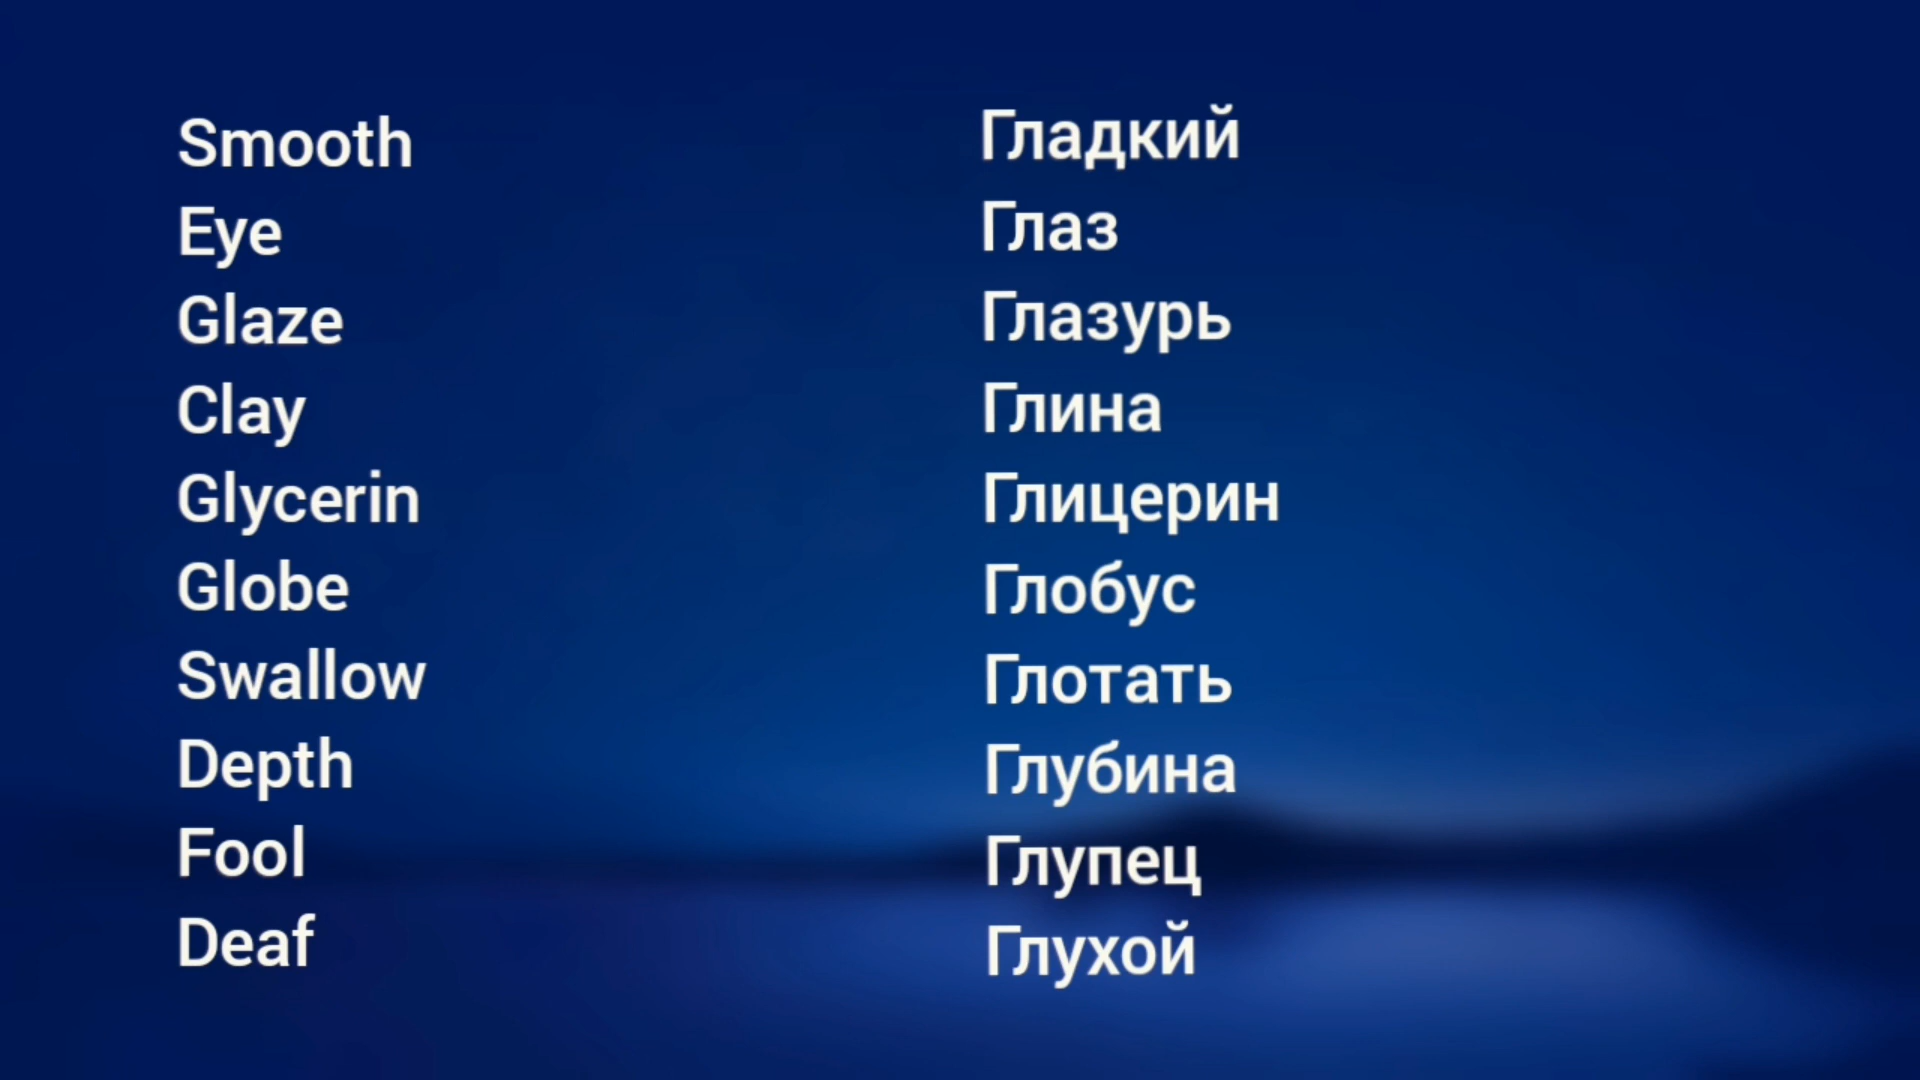 Smooth
Eye
Glaze
Clay
Glycerin
Globe
Swallow
Depth
Fool
Deaf
Гладкий
Глаз
Глазурь
Глина
Глицерин
Глобус
Глотать
Глубина
Глупец
Глухой